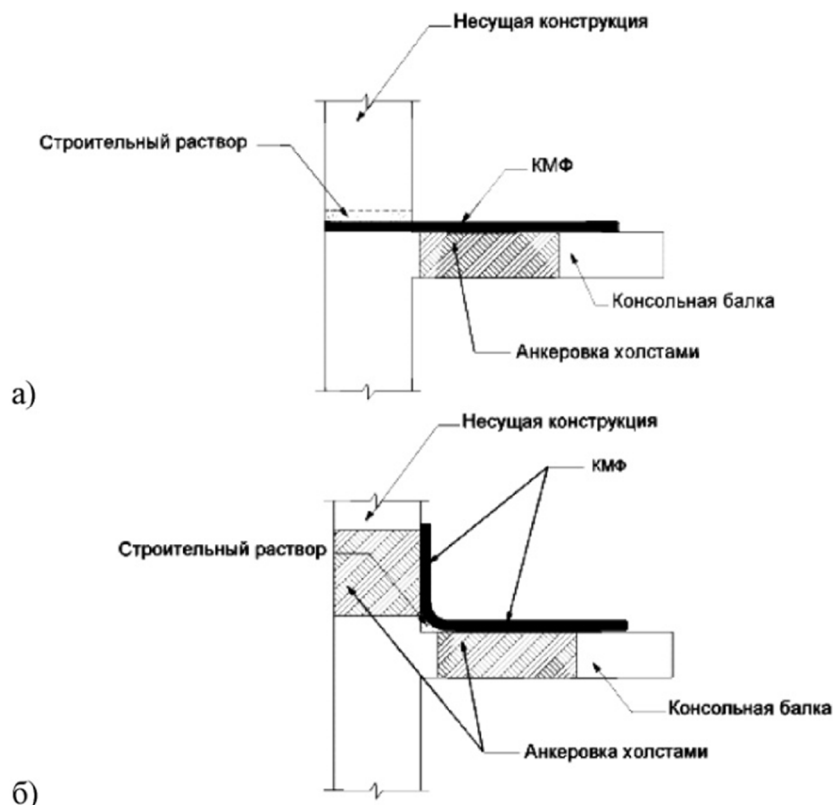 Несущая конструкция
Строительный раствор
КМФ
Консольная балка
Анкеровка холстами
а)
Несущая конструкция
КМФ
Строительный раствор
Консольная балка
Анкеровка холстами
б)